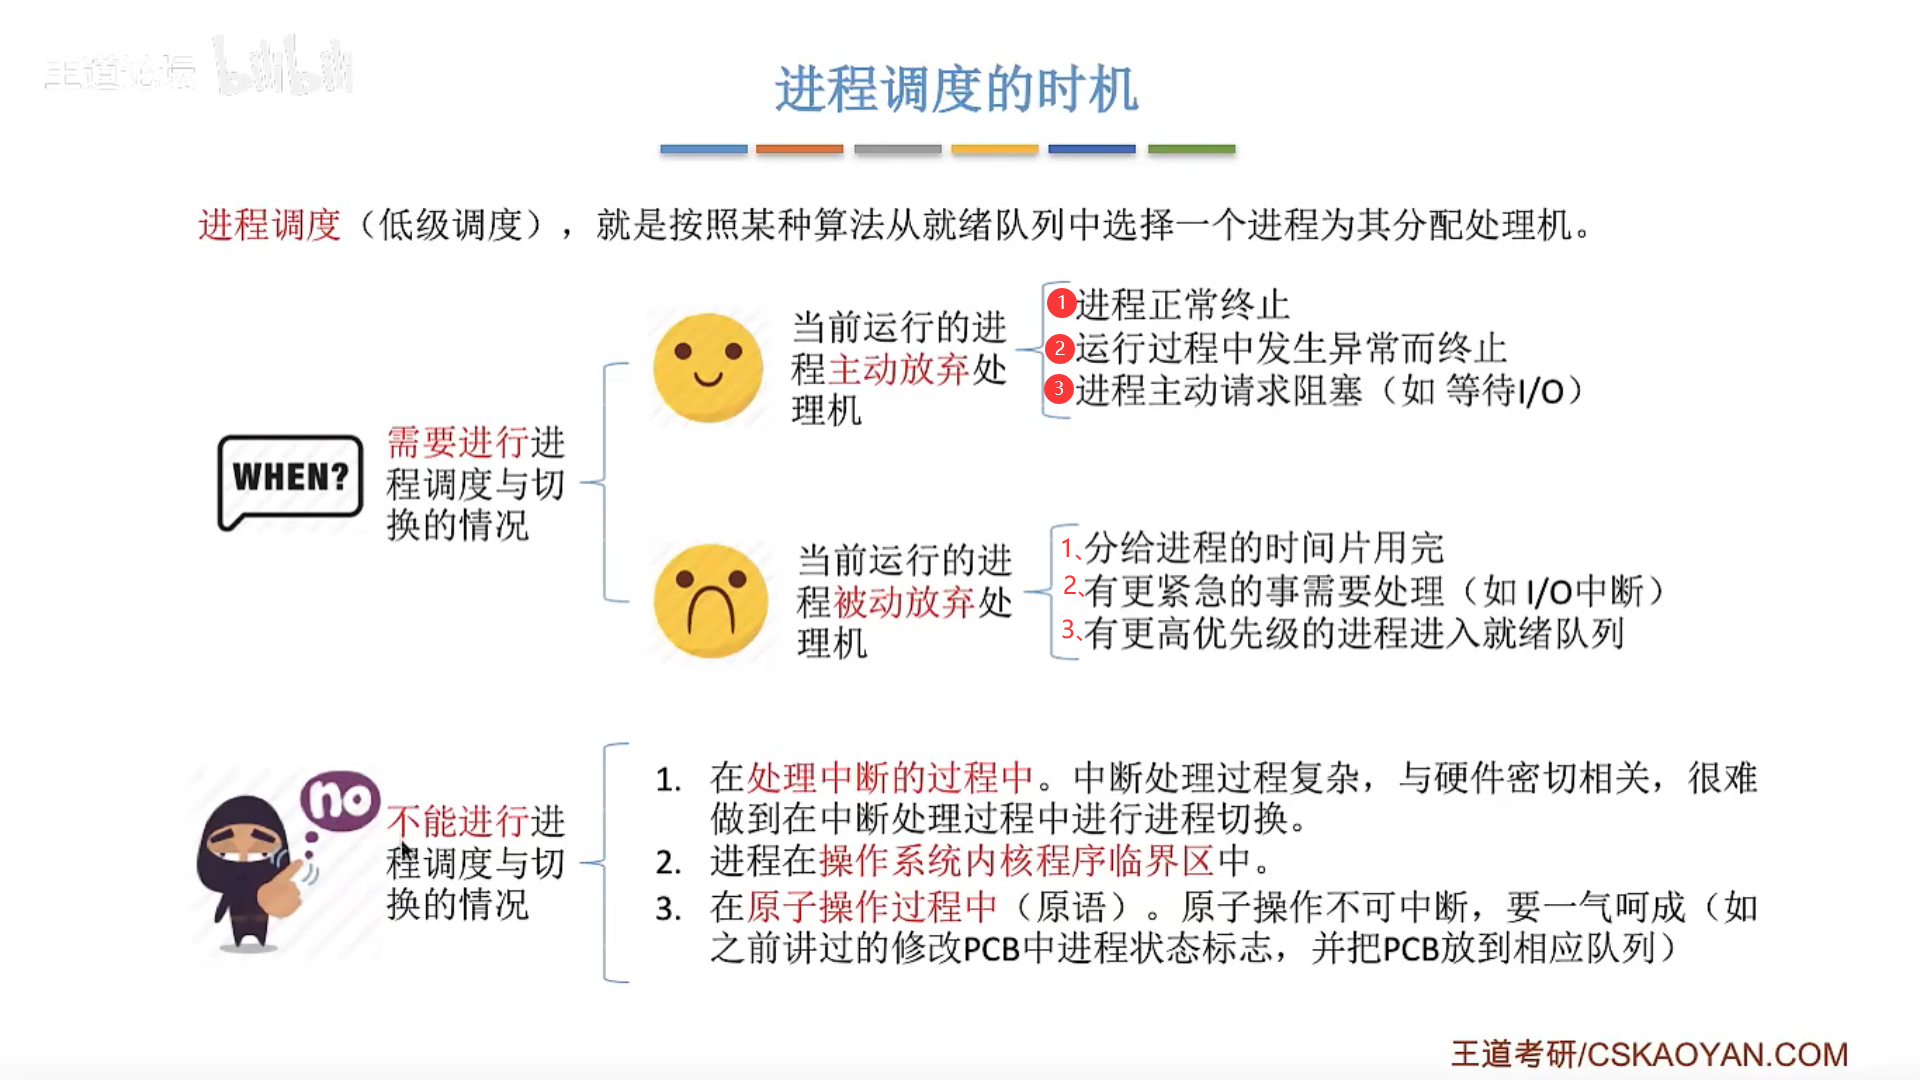 王道论坛 bilibili
进程调度的时机
进程调度（低级调度），就是按照某种算法从就绪队列中选择一个进程为其分配处理机。
WHEN?
需要进行进
程调度与切
换的情况
当前运行的进
程主动放弃处
理机
1进程正常终止
2运行过程中发生异常而终止
3进程主动请求阻塞（如 等待I/O）
当前运行的进
程被动放弃处
理机
1、分给进程的时间片用完
2、有更紧急的事需要处理（如 I/O中断）
3、有更高优先级的进程进入就绪队列
no
不能进行进
程调度与切
换的情况
1. 在处理中断的过程中。中断处理过程复杂，与硬件密切相关，很难
做到在中断处理过程中进行进程切换。
2. 进程在操作系统内核程序临界区中。
3. 在原子操作过程中（原语）。原子操作不可中断，要一气呵成（如
之前讲过的修改PCB中进程状态标志，并把PCB放到相应队列）
王道考研/CSKAOYAN.COM